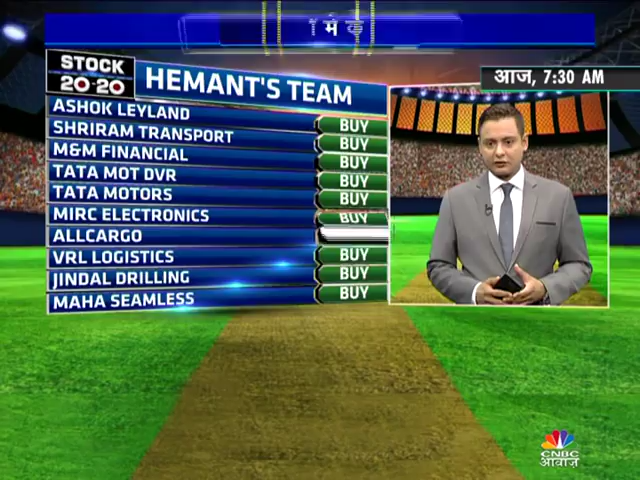 STOCK
20-20
HEMANT'S TEAM
आज, 7:30 AM
ASHOK LEYLAND
SHRIRAM TRANSPORT BUY
M&M FINANCIAL BUY
TATA MOT DVR BUY
TATA MOTORS BUY
MIRC ELECTRONICS BUY
ALLCARGO
VRL LOGISTICS BUY
JINDAL DRILLING BUY
MAHA SEAMLESS BUY
CNBC
आवाज़